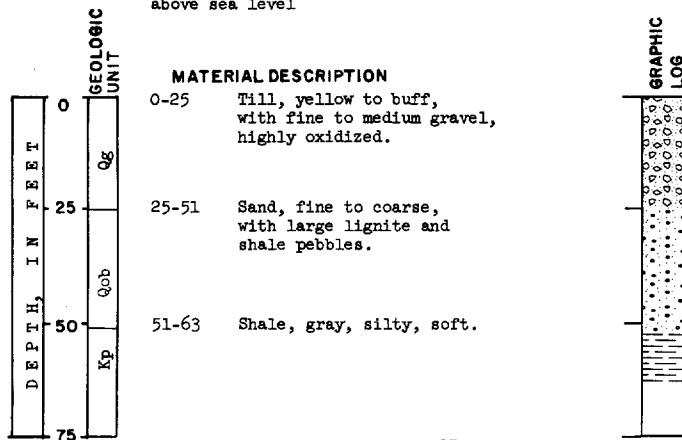 above sea level
GEOLOGIC
UNIT
MATERIAL DESCRIPTION
GRAPHIC
LOG
DEPTH, IN FEET
0
Qg
0-25 Till, yellow to buff,
with fine to medium gravel,
highly oxidized.
25
25-51 Sand, fine to coarse,
with large lignite and
shale pebbles.
Qob
50
51-63 Shale, gray, silty, soft.
Kp
75